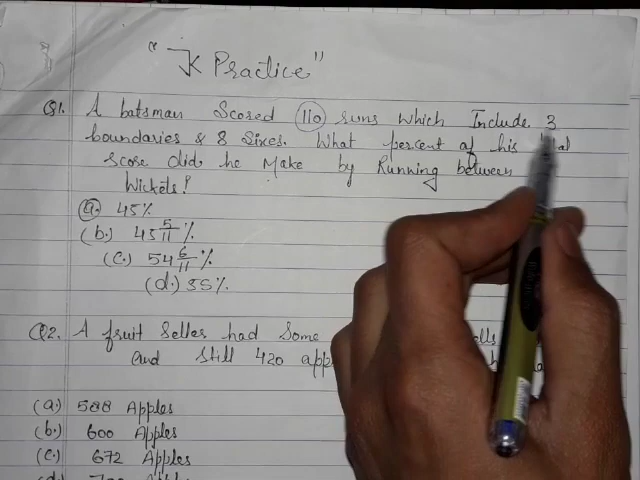 "JK Practice"
Q1. A batsman Scored 110 runs which Include 3
boundaries & 8 Sixes. What percent of his
score did he Make by Running between
Wickets?
(a.) 45%
(b.) 45 5/11 %
(c.) 54 6/11 %
(d.) 55%
Q2. A fruit Seller had Some
and still 420
(a) 588 Apples
(b.) 600 Apples
(c.) 672 Apples